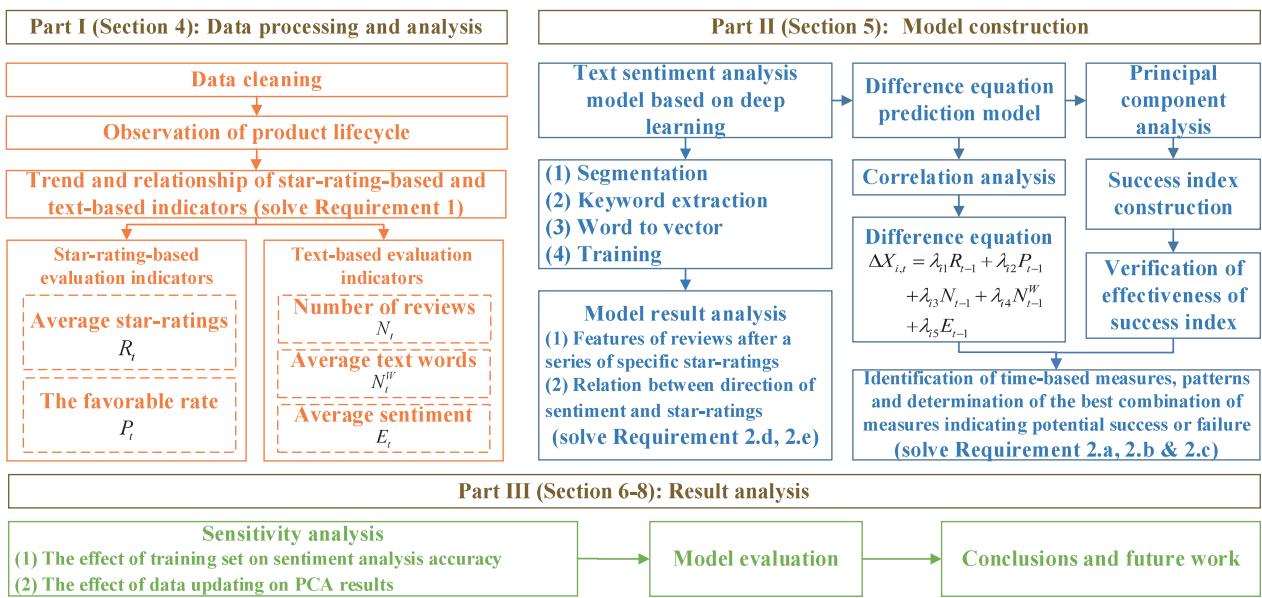 Part I (Section 4): Data processing and analysis
Data cleaning
Observation of product lifecycle
Trend and relationship of star-rating-based and
text-based indicators (solve Requirement 1)
Star-rating-based
evaluation indicators
Average star-ratings
R_t
The favorable rate
P_t
Text-based evaluation
indicators
Number of reviews
N_t
Average text words
N_t^W
Average sentiment
E_t
Part II (Section 5): Model construction
Text sentiment analysis
model based on deep
learning
(1) Segmentation
(2) Keyword extraction
(3) Word to vector
(4) Training
Model result analysis
(1) Features of reviews after a
series of specific star-ratings
(2) Relation between direction of
sentiment and star-ratings
(solve Requirement 2.d, 2.e)
Difference equation
prediction model
Correlation analysis
Difference equation
ΔX_{i,t} = λ_{i1}R_{t-1} + λ_{i2}P_{t-1}
+λ_{i3}N_{t-1} + λ_{i4}N_{t-1}^W
+λ_{i5}E_{t-1}
Principal
component
analysis
Success index
construction
Verification of
effectiveness of
success index
Identification of time-based measures, patterns
and determination of the best combination of
measures indicating potential success or failure
(solve Requirement 2.a, 2.b & 2.c)
Part III (Section 6-8): Result analysis
Sensitivity analysis
(1) The effect of training set on sentiment analysis accuracy
(2) The effect of data updating on PCA results
Model evaluation
Conclusions and future work